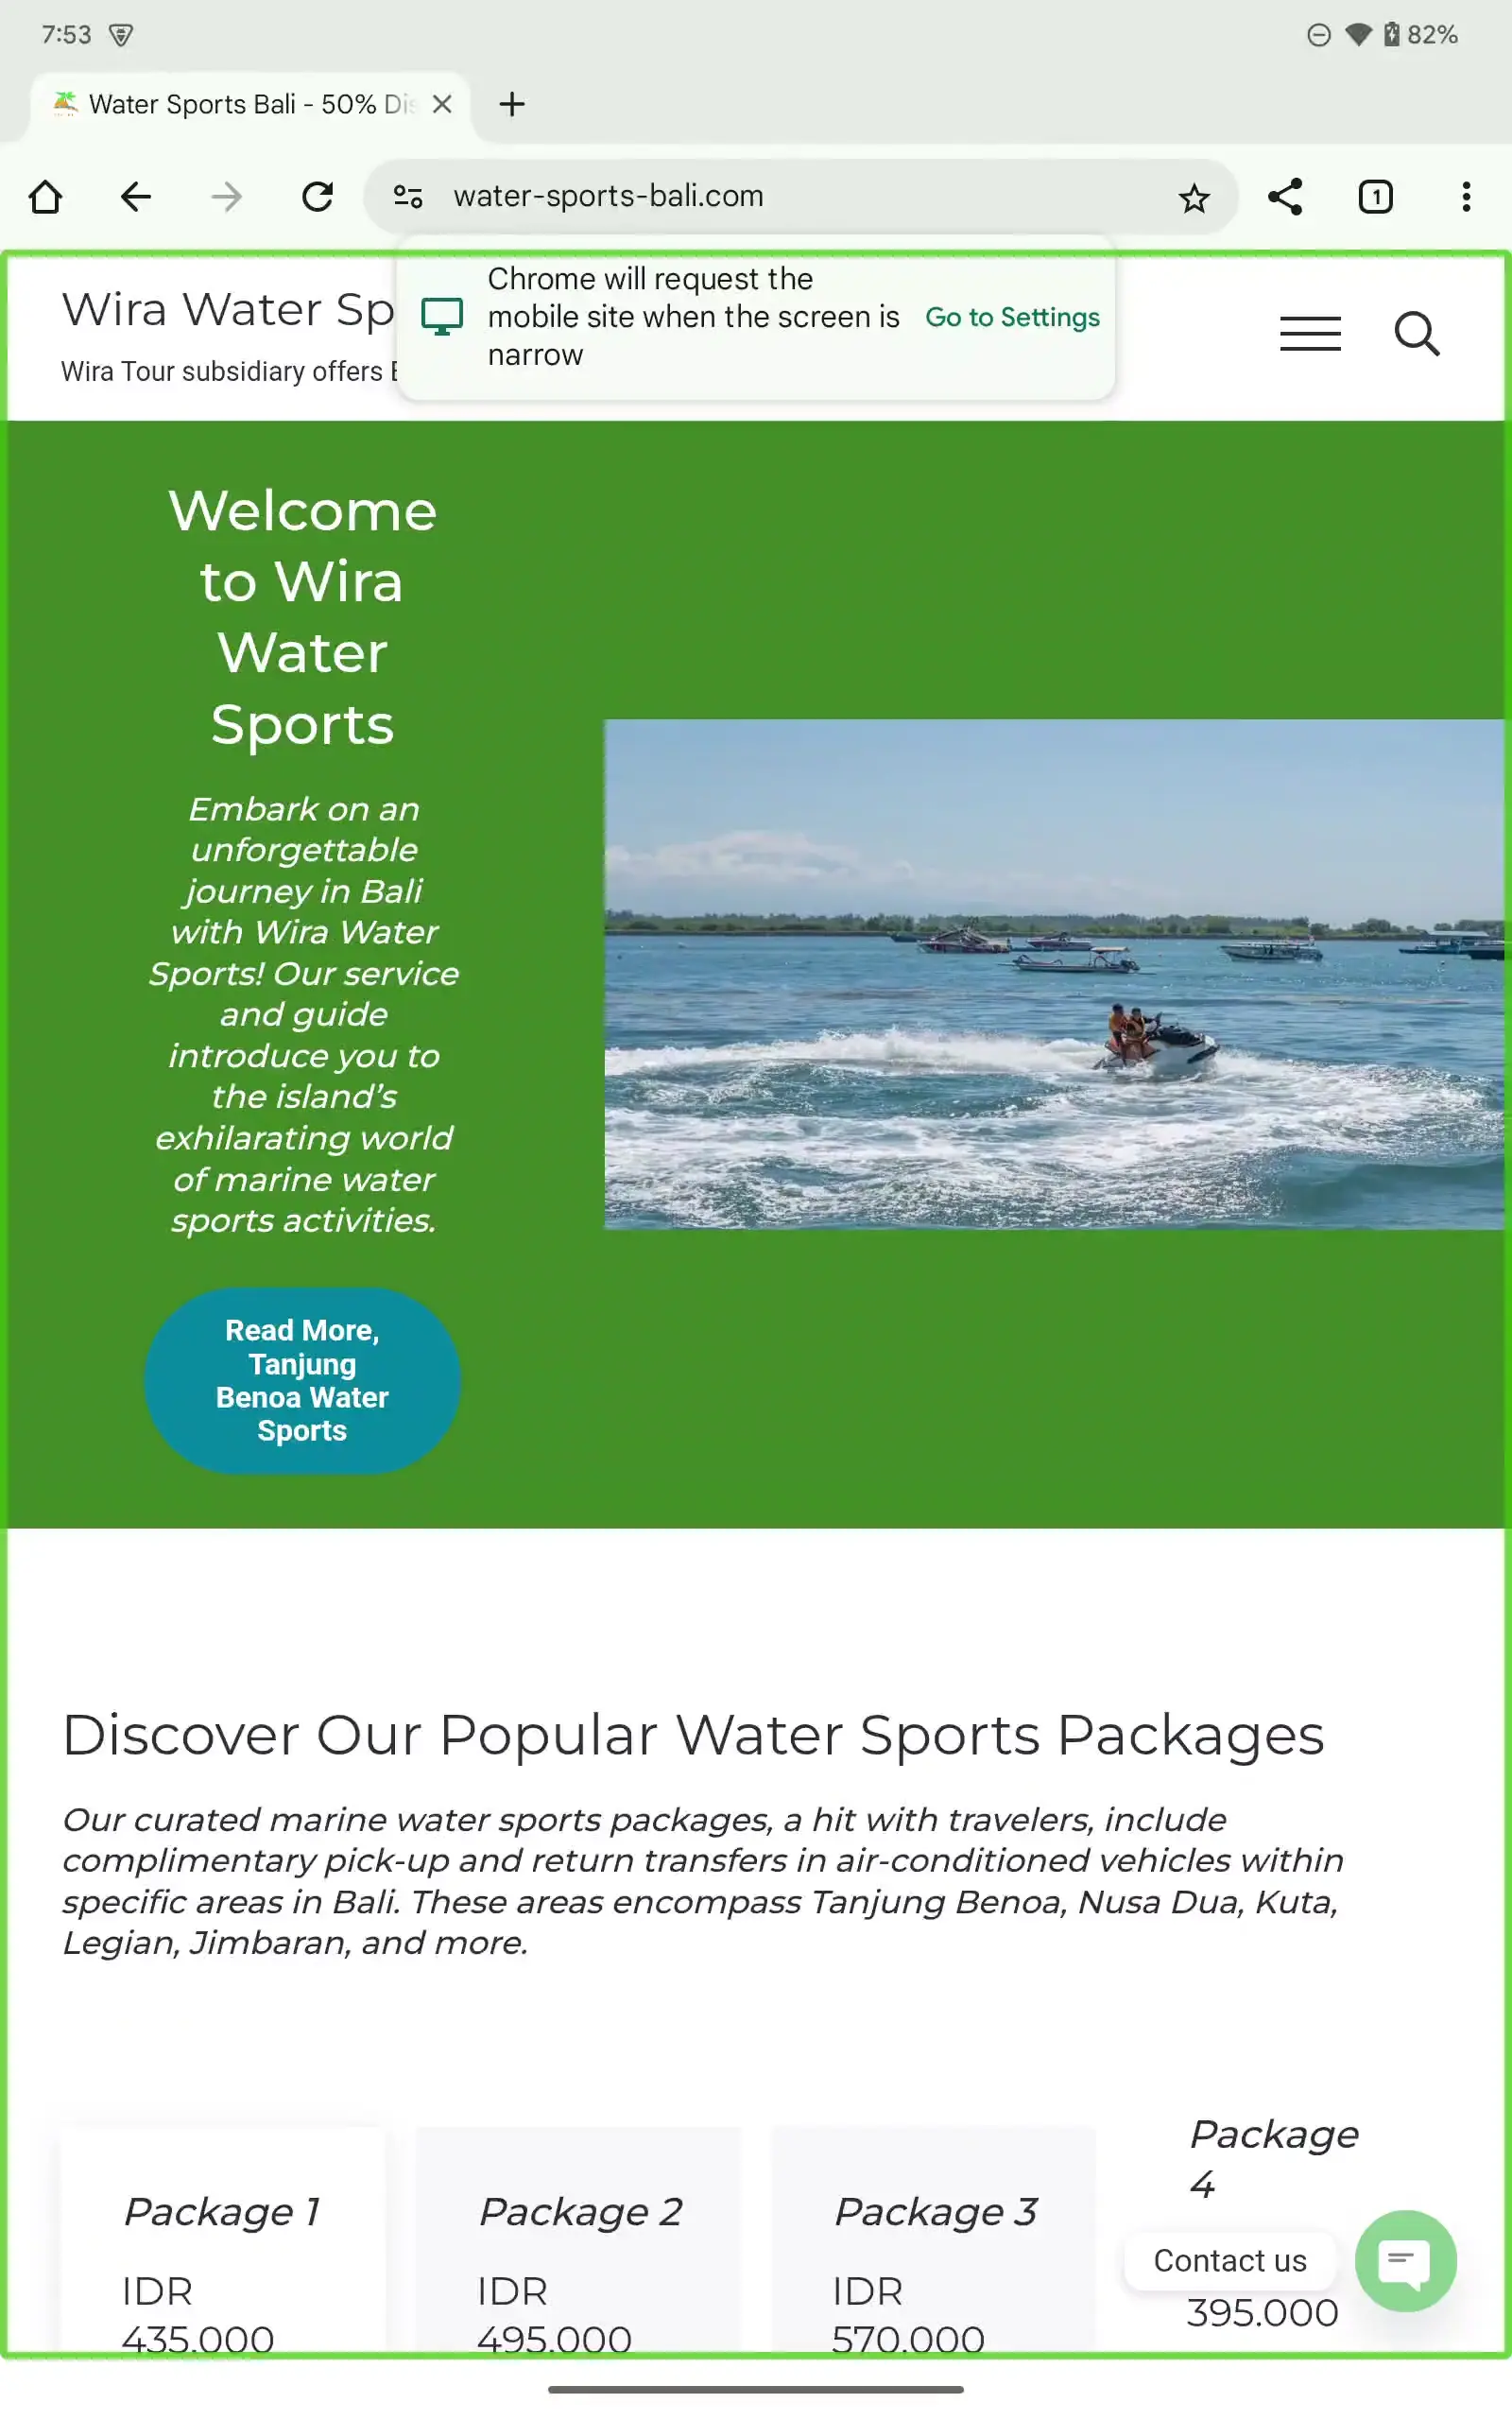 7:53
82%
Water Sports Bali - 50% Dis
water-sports-bali.com
1
Chrome will request the
mobile site when the screen is
narrow
Go to Settings
Wira Water Sp
Wira Tour subsidiary offers
Welcome
to Wira
Water
Sports
Embark on an
unforgettable
journey in Bali
with Wira Water
Sports! Our service
and guide
introduce you to
the island’s
exhilarating world
of marine water
sports activities.
Read More,
Tanjung
Benoa Water
Sports
Discover Our Popular Water Sports Packages
Our curated marine water sports packages, a hit with travelers, include
complimentary pick-up and return transfers in air-conditioned vehicles within
specific areas in Bali. These areas encompass Tanjung Benoa, Nusa Dua, Kuta,
Legian, Jimbaran, and more.
Package 1
IDR
435.000
Package 2
IDR
495.000
Package 3
IDR
570.000
Package
4
Contact us
395.000